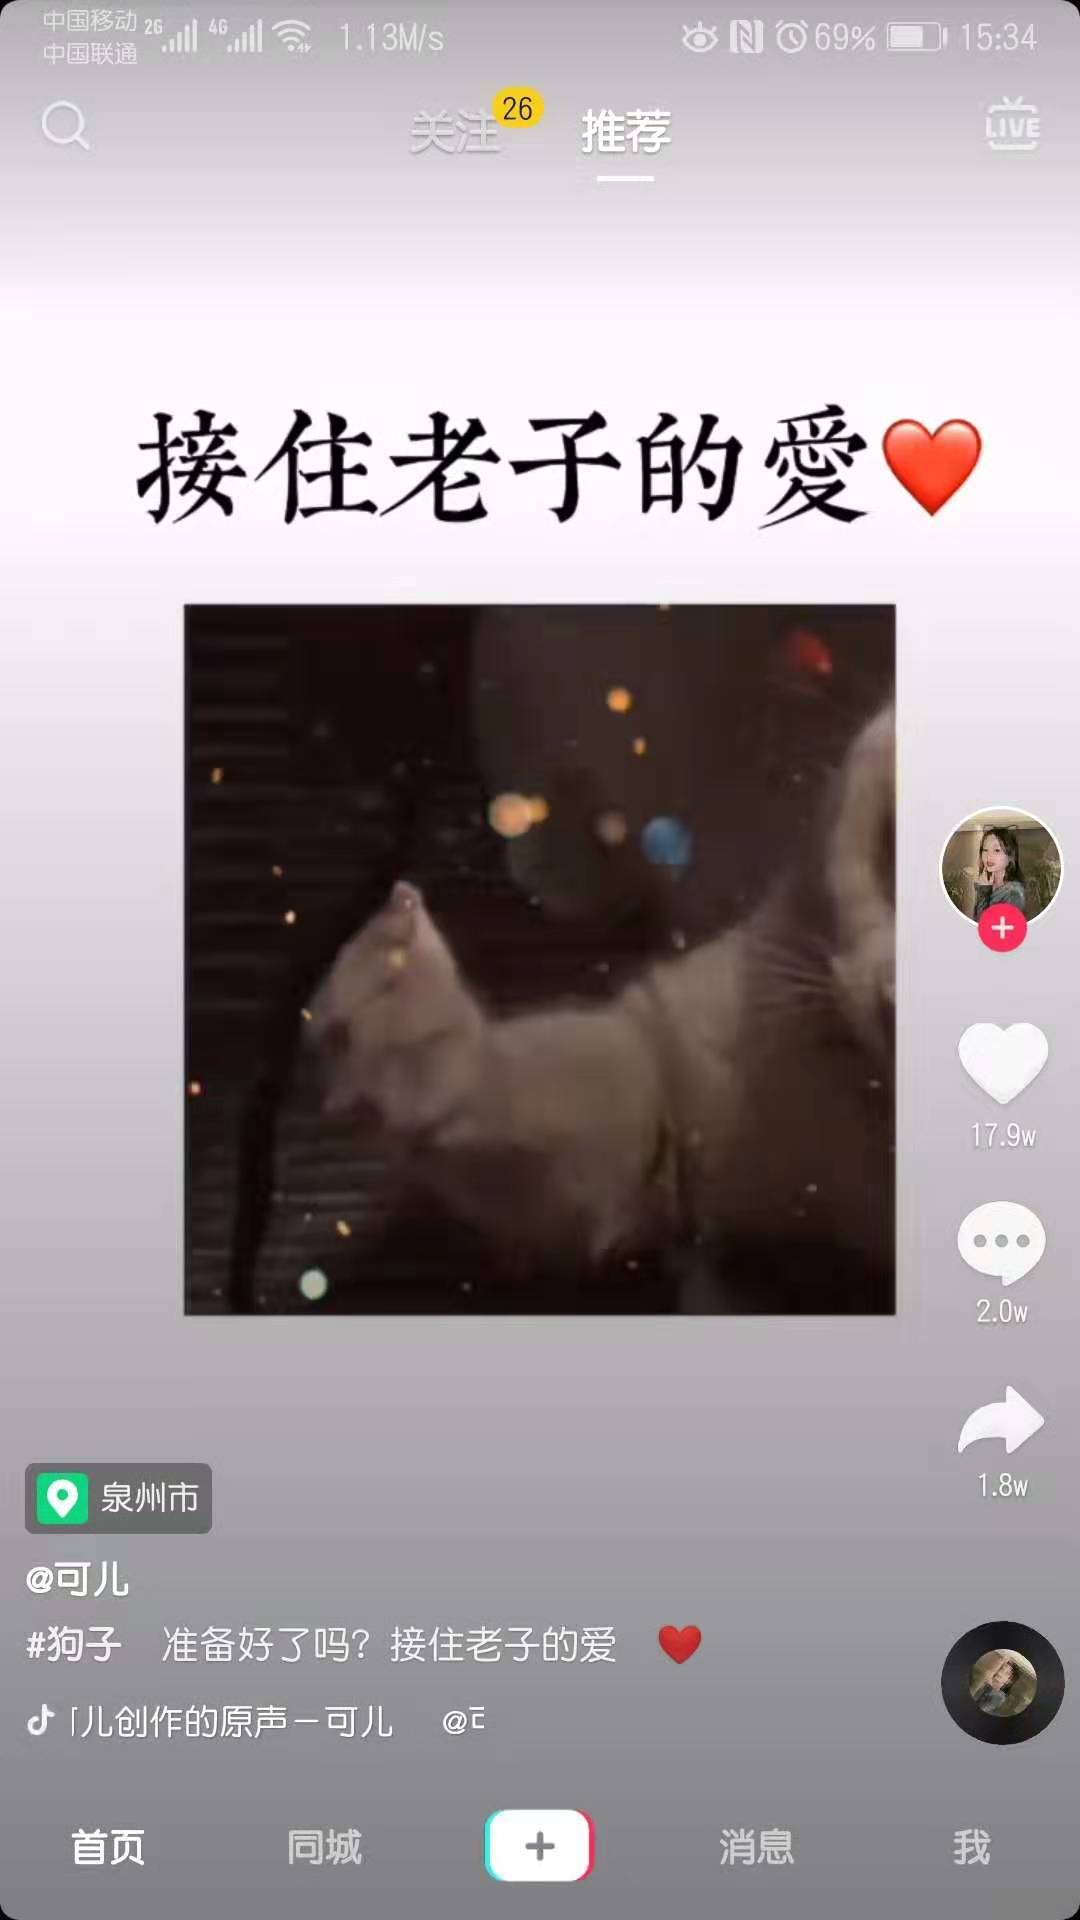 中国移动 2G 4G 1.13M/s 69% 15:34
中国联通
关注 26 推荐 LIVE
接住老子的愛❤️
17.9w
2.0w
1.8w
泉州市
@可儿
#狗子 准备好了吗？接住老子的爱 ❤️
儿创作的原声－可儿 @
首页 同城 消息 我